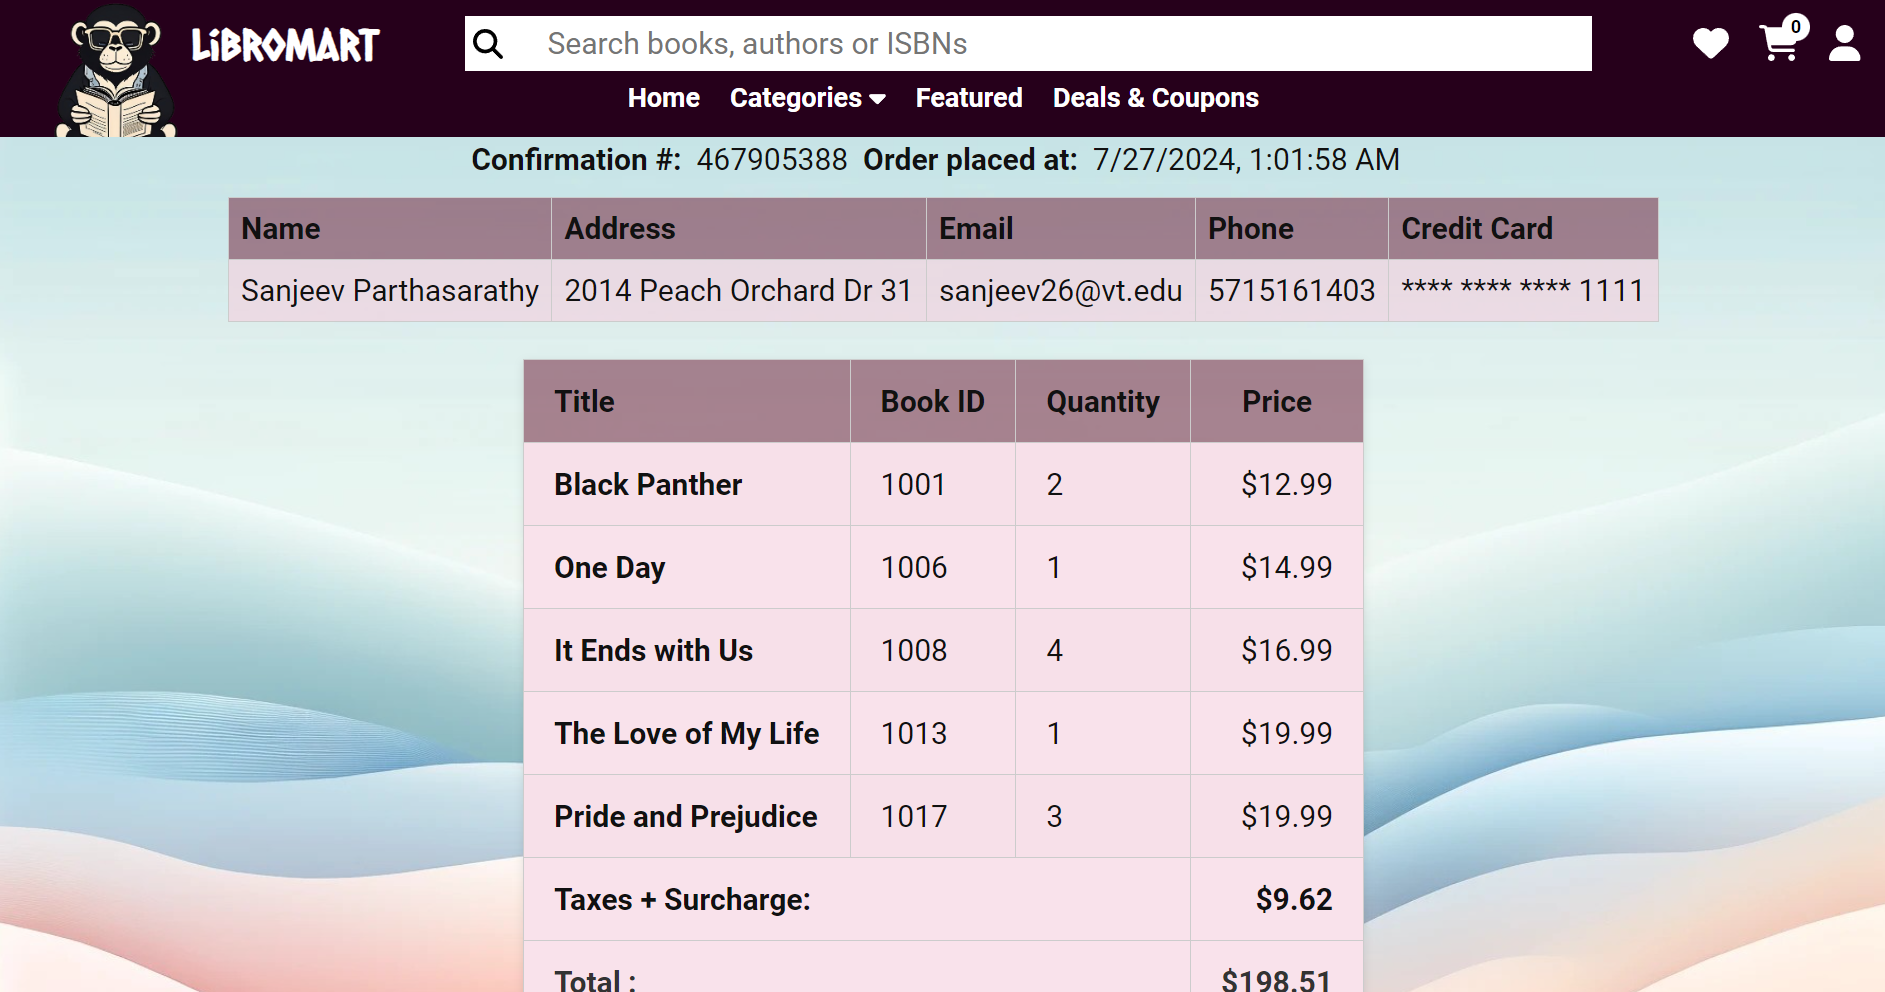 LiBROMART
Search books, authors or ISBNs
0
Home Categories Featured Deals & Coupons
Confirmation #: 467905388 Order placed at: 7/27/2024, 1:01:58 AM
Name Address Email Phone Credit Card
Sanjeev Parthasarathy 2014 Peach Orchard Dr 31 sanjeev26@vt.edu 5715161403 **** **** **** 1111
Title Book ID Quantity Price
Black Panther 1001 2 $12.99
One Day 1006 1 $14.99
It Ends with Us 1008 4 $16.99
The Love of My Life 1013 1 $19.99
Pride and Prejudice 1017 3 $19.99
Taxes + Surcharge: $9.62
Total : $198.51